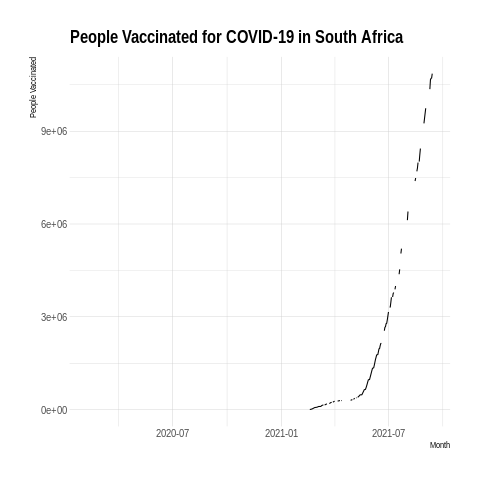 People Vaccinated for COVID-19 in South Africa
People Vaccinated
9e+06
6e+06
3e+06
0e+00
2020-07 2021-01 2021-07
Month